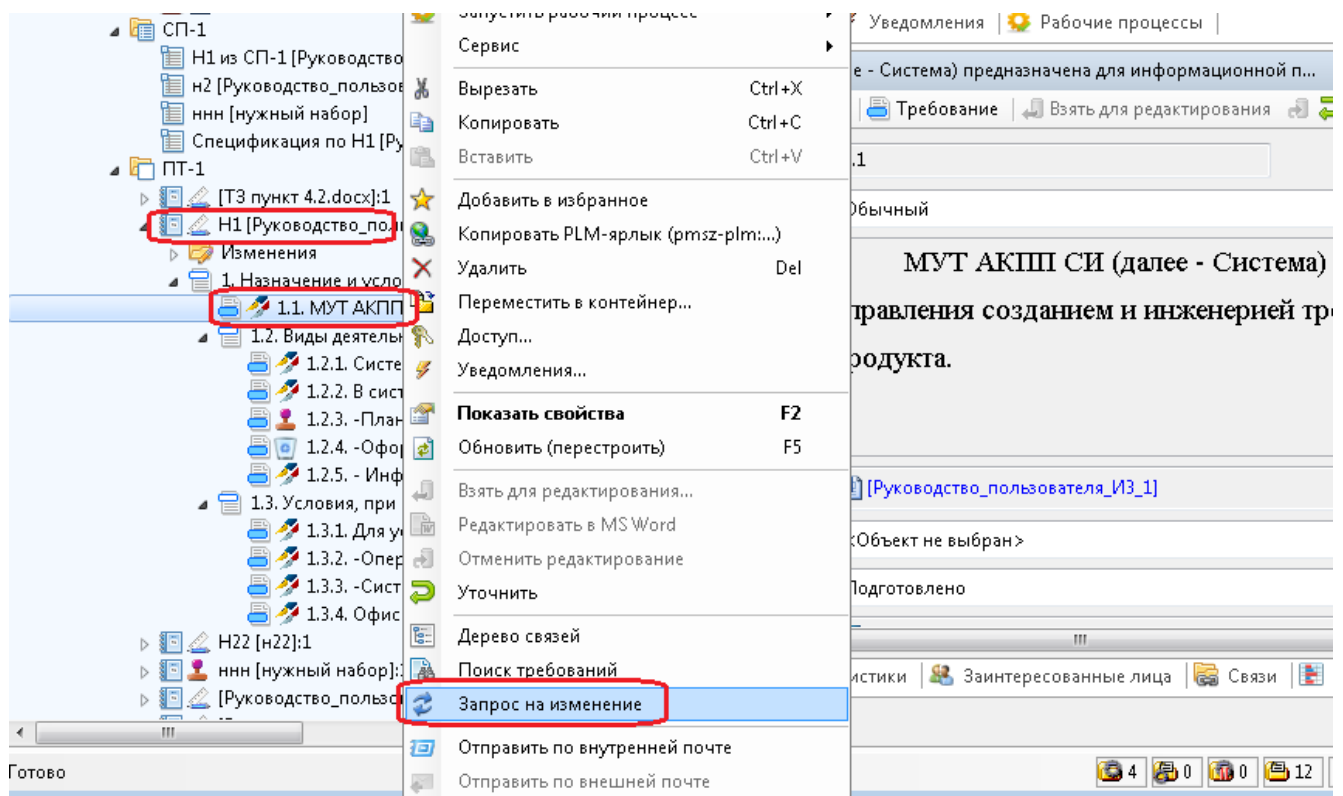 СП-1
Н1 из СП-1 [Руководство
н2 [Руководство_пользов
ннн [нужный набор]
Спецификация по Н1 [Ру
ПТ-1
[ТЗ пункт 4.2.docx]:1
Н1 [Руководство_поль
Изменения
1. Назначение и усло
1.1. МУТ АКПП
1.2. Виды деятельн
1.2.1. Систе
1.2.2. В сист
1.2.3. -План
1.2.4. -Офор
1.2.5. - Инф
1.3. Условия, при
1.3.1. Для у
1.3.2. -Опер
1.3.3. -Сист
1.3.4. Офис
Н22 [н22]:1
ннн [нужный набор]:
[Руководство_пользо
Готово
Запустить рабочий процесс
Сервис
Вырезать Ctrl+X
Копировать Ctrl+C
Вставить Ctrl+V
Добавить в избранное
Копировать PLM-ярлык (pmsz-plm:...)
Удалить Del
Переместить в контейнер...
Доступ...
Уведомления...
Показать свойства F2
Обновить (перестроить) F5
Взять для редактирования...
Редактировать в MS Word
Отменить редактирование
Уточнить
Дерево связей
Поиск требований
Запрос на изменение
Отправить по внутренней почте
Отправить по внешней почте
Уведомления Рабочие процессы
е - Система) предназначена для информационной п...
Требование Взять для редактирования
.1
Обычный
МУТ АКПП СИ (далее - Система)
правления созданием и инженерией тре
родукта.
[Руководство_пользователя_ИЗ_1]
<Объект не выбран>
Подготовлено
истики Заинтересованные лица Связи
4 0 0 12